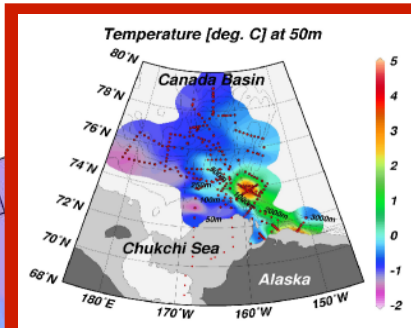 Temperature [deg. C] at 50m
80°N
Canada Basin
78°N
76°N
74°N
72°N
70°N
68°N
100m
50m
3000m
Chukchi Sea
Alaska
180°E
170°W
160°W
150°W
5
4
3
2
1
0
-1
-2